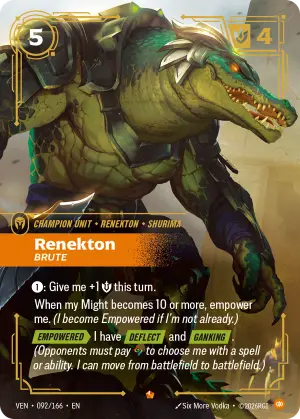 5
4
CHAMPION UNIT • RENEKTON • SHURIMA
Renekton
BRUTE
1: Give me +1 this turn.
When my Might becomes 10 or more, empower
me. (I become Empowered if I'm not already.)
EMPOWERED I have DEFLECT and GANKING.
(Opponents must pay to choose me with a spell
or ability. I can move from battlefield to battlefield.)
VEN • 092/166 • EN
Six More Vodka
©2026RGI